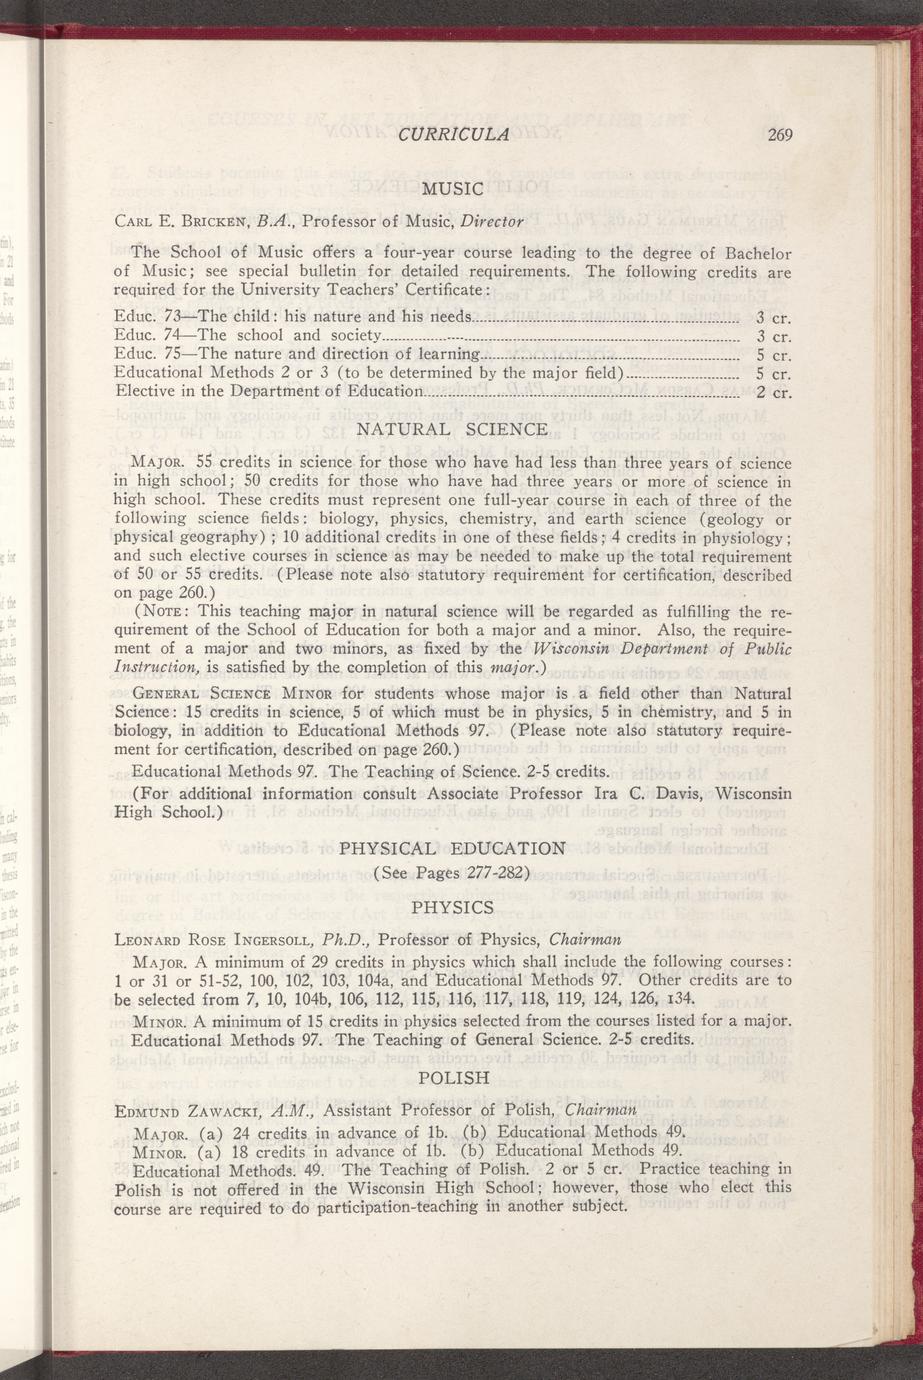 CURRICULA 269
MUSIC
CARL E. BRICKEN, B.A., Professor of Music, Director
The School of Music offers a four-year course leading to the degree of Bachelor
of Music; see special bulletin for detailed requirements. The following credits are
required for the University Teachers' Certificate:
Educ. 73—The child: his nature and his needs 3 cr.
Educ. 74—The school and society 3 cr.
Educ. 75—The nature and direction of learning 5 cr.
Educational Methods 2 or 3 (to be determined by the major field) 5 cr.
Elective in the Department of Education 2 cr.
NATURAL SCIENCE
MAJOR. 55 credits in science for those who have had less than three years of science
in high school; 50 credits for those who have had three years or more of science in
high school. These credits must represent one full-year course in each of three of the
following science fields: biology, physics, chemistry, and earth science (geology or
physical geography) ; 10 additional credits in one of these fields; 4 credits in physiology;
and such elective courses in science as may be needed to make up the total requirement
of 50 or 55 credits. (Please note also statutory requirement for certification, described
on page 260.)
(NOTE: This teaching major in natural science will be regarded as fulfilling the re-
quirement of the School of Education for both a major and a minor. Also, the require-
ment of a major and two minors, as fixed by the Wisconsin Department of Public
Instruction, is satisfied by the completion of this major.)
GENERAL SCIENCE MINOR for students whose major is a field other than Natural
Science: 15 credits in science, 5 of which must be in physics, 5 in chemistry, and 5 in
biology, in addition to Educational Methods 97. (Please note also statutory require-
ment for certification, described on page 260.)
Educational Methods 97. The Teaching of Science. 2-5 credits.
(For additional information consult Associate Professor Ira C. Davis, Wisconsin
High School.)
PHYSICAL EDUCATION
(See Pages 277-282)
PHYSICS
LEONARD ROSE INGERSOLL, Ph.D., Professor of Physics, Chairman
MAJOR. A minimum of 29 credits in physics which shall include the following courses:
1 or 31 or 51-52, 100, 102, 103, 104a, and Educational Methods 97. Other credits are to
be selected from 7, 10, 104b, 106, 112, 115, 116, 117, 118, 119, 124, 126, 134.
MINOR. A minimum of 15 credits in physics selected from the courses listed for a major.
Educational Methods 97. The Teaching of General Science. 2-5 credits.
POLISH
EDMUND ZAWACKI, A.M., Assistant Professor of Polish, Chairman
MAJOR. (a) 24 credits in advance of 1b. (b) Educational Methods 49.
MINOR. (a) 18 credits in advance of 1b. (b) Educational Methods 49.
Educational Methods. 49. The Teaching of Polish. 2 or 5 cr. Practice teaching in
Polish is not offered in the Wisconsin High School; however, those who elect this
course are required to do participation-teaching in another subject.